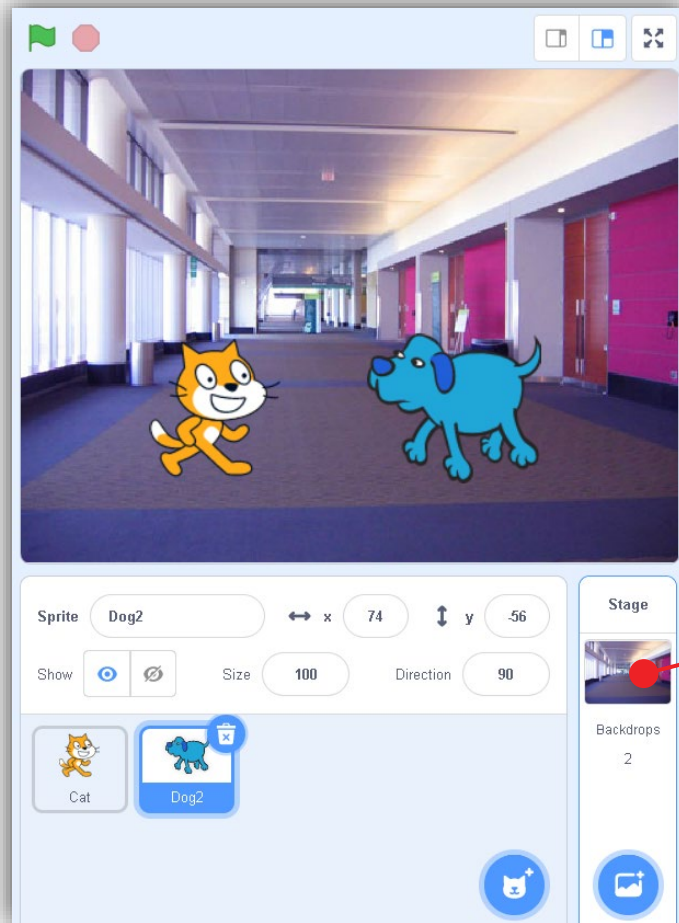 Sprite Dog2 x 74 y -56
Show Size 100 Direction 90
Cat Dog2
Stage
Backdrops
2